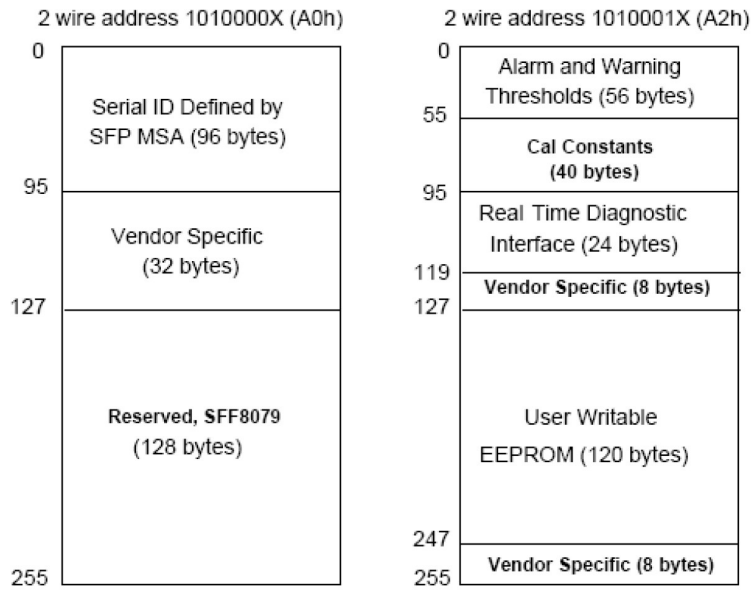 2 wire address 1010000X (A0h)
0
Serial ID Defined by
SFP MSA (96 bytes)
95
Vendor Specific
(32 bytes)
127
Reserved, SFF8079
(128 bytes)
255
2 wire address 1010001X (A2h)
0
Alarm and Warning
Thresholds (56 bytes)
55
Cal Constants
(40 bytes)
95
Real Time Diagnostic
Interface (24 bytes)
119
Vendor Specific (8 bytes)
127
User Writable
EEPROM (120 bytes)
247
Vendor Specific (8 bytes)
255